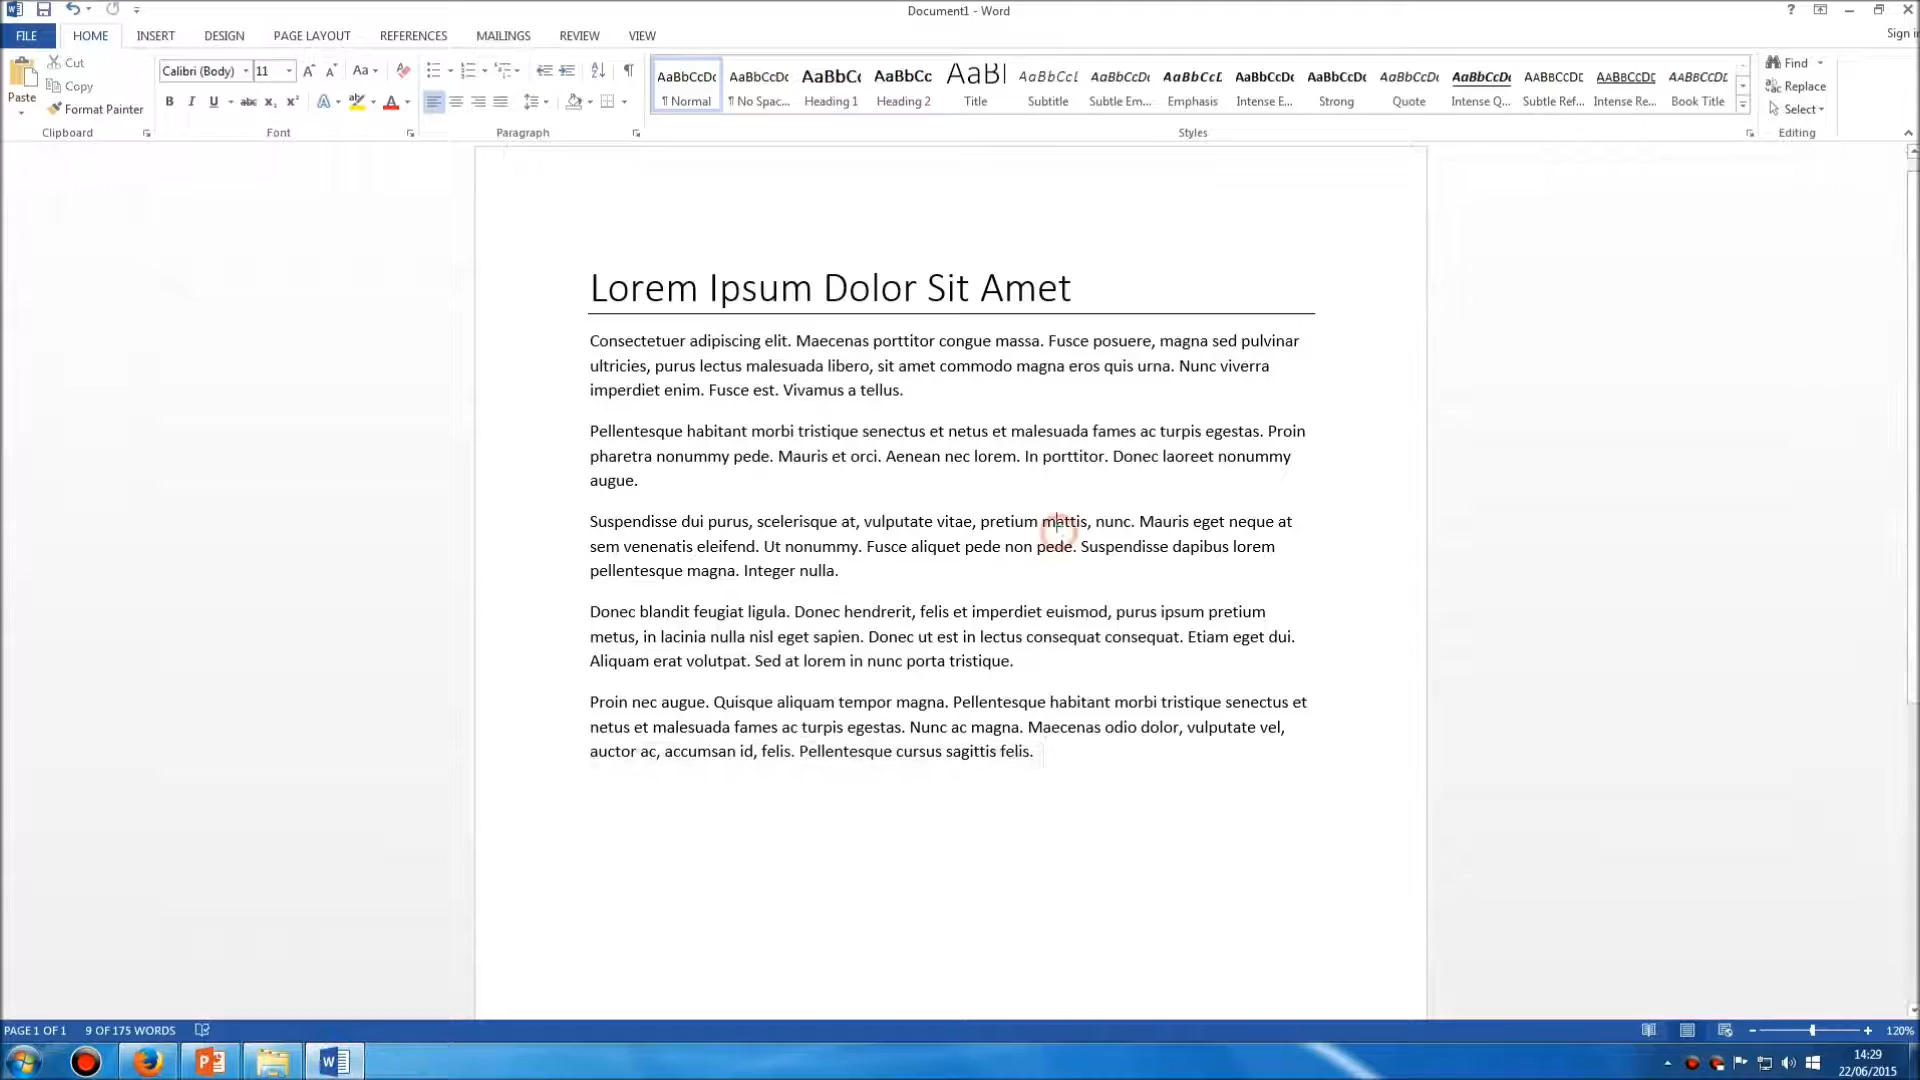 Document1 - Word
?
FILE HOME INSERT DESIGN PAGE LAYOUT REFERENCES MAILINGS REVIEW VIEW
Sign in
Paste
Cut
Copy
Format Painter
Clipboard
Calibri (Body) 11
Font
Paragraph
AaBbCcDc AaBbCcDc AaBbCc AaBbCc AaBl AaBbCcL AaBbCcDc AaBbCcL AaBbCcDc AaBbCcDc AaBbCcDc AaBbCcDc AABBCCDC AABBCCDC AABBCCDC
¶ Normal ¶ No Spac... Heading 1 Heading 2 Title Subtitle Subtle Em... Emphasis Intense E... Strong Quote Intense Q... Subtle Ref... Intense Re... Book Title
Styles
Find
Replace
Select
Editing
Lorem Ipsum Dolor Sit Amet
Consectetuer adipiscing elit. Maecenas porttitor congue massa. Fusce posuere, magna sed pulvinar
ultricies, purus lectus malesuada libero, sit amet commodo magna eros quis urna. Nunc viverra
imperdiet enim. Fusce est. Vivamus a tellus.
Pellentesque habitant morbi tristique senectus et netus et malesuada fames ac turpis egestas. Proin
pharetra nonummy pede. Mauris et orci. Aenean nec lorem. In porttitor. Donec laoreet nonummy
augue.
Suspendisse dui purus, scelerisque at, vulputate vitae, pretium mattis, nunc. Mauris eget neque at
sem venenatis eleifend. Ut nonummy. Fusce aliquet pede non pede. Suspendisse dapibus lorem
pellentesque magna. Integer nulla.
Donec blandit feugiat ligula. Donec hendrerit, felis et imperdiet euismod, purus ipsum pretium
metus, in lacinia nulla nisl eget sapien. Donec ut est in lectus consequat consequat. Etiam eget dui.
Aliquam erat volutpat. Sed at lorem in nunc porta tristique.
Proin nec augue. Quisque aliquam tempor magna. Pellentesque habitant morbi tristique senectus et
netus et malesuada fames ac turpis egestas. Nunc ac magna. Maecenas odio dolor, vulputate vel,
auctor ac, accumsan id, felis. Pellentesque cursus sagittis felis.
PAGE 1 OF 1 9 OF 175 WORDS
120%
14:29
22/06/2015